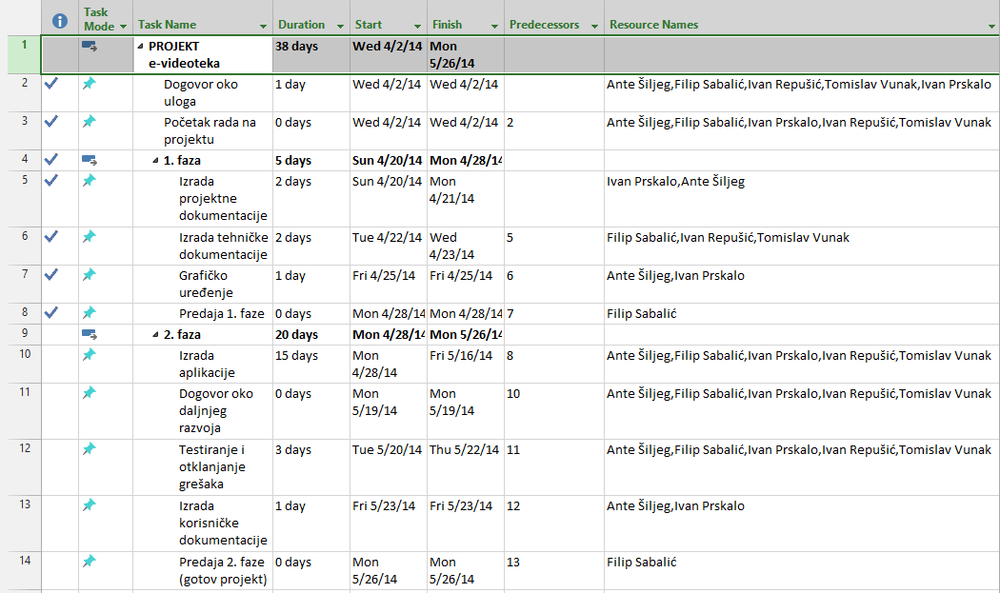 Task Mode Task Name Duration Start Finish Predecessors Resource Names
1 PROJEKT e-videoteka 38 days Wed 4/2/14 Mon 5/26/14
2 Dogovor oko uloga 1 day Wed 4/2/14 Wed 4/2/14 Ante Šiljeg,Filip Sabalić,Ivan Repušić,Tomislav Vunak,Ivan Prskalo
3 Početak rada na projektu 0 days Wed 4/2/14 Wed 4/2/14 2 Ante Šiljeg,Filip Sabalić,Ivan Prskalo,Ivan Repušić,Tomislav Vunak
4 1. faza 5 days Sun 4/20/14 Mon 4/28/14
5 Izrada projektne dokumentacije 2 days Sun 4/20/14 Mon 4/21/14 Ivan Prskalo,Ante Šiljeg
6 Izrada tehničke dokumentacije 2 days Tue 4/22/14 Wed 4/23/14 5 Filip Sabalić,Ivan Repušić,Tomislav Vunak
7 Grafičko uređenje 1 day Fri 4/25/14 Fri 4/25/14 6 Ante Šiljeg,Ivan Prskalo
8 Predaja 1. faze 0 days Mon 4/28/14 Mon 4/28/14 7 Filip Sabalić
9 2. faza 20 days Mon 4/28/14 Mon 5/26/14
10 Izrada aplikacije 15 days Mon 4/28/14 Fri 5/16/14 8 Ante Šiljeg,Filip Sabalić,Ivan Prskalo,Ivan Repušić,Tomislav Vunak
11 Dogovor oko daljnjeg razvoja 0 days Mon 5/19/14 Mon 5/19/14 10 Ante Šiljeg,Filip Sabalić,Ivan Prskalo,Ivan Repušić,Tomislav Vunak
12 Testiranje i otklanjanje grešaka 3 days Tue 5/20/14 Thu 5/22/14 11 Ante Šiljeg,Filip Sabalić,Ivan Prskalo,Ivan Repušić,Tomislav Vunak
13 Izrada korisničke dokumentacije 1 day Fri 5/23/14 Fri 5/23/14 12 Ante Šiljeg,Ivan Prskalo
14 Predaja 2. faze (gotov projekt) 0 days Mon 5/26/14 Mon 5/26/14 13 Filip Sabalić